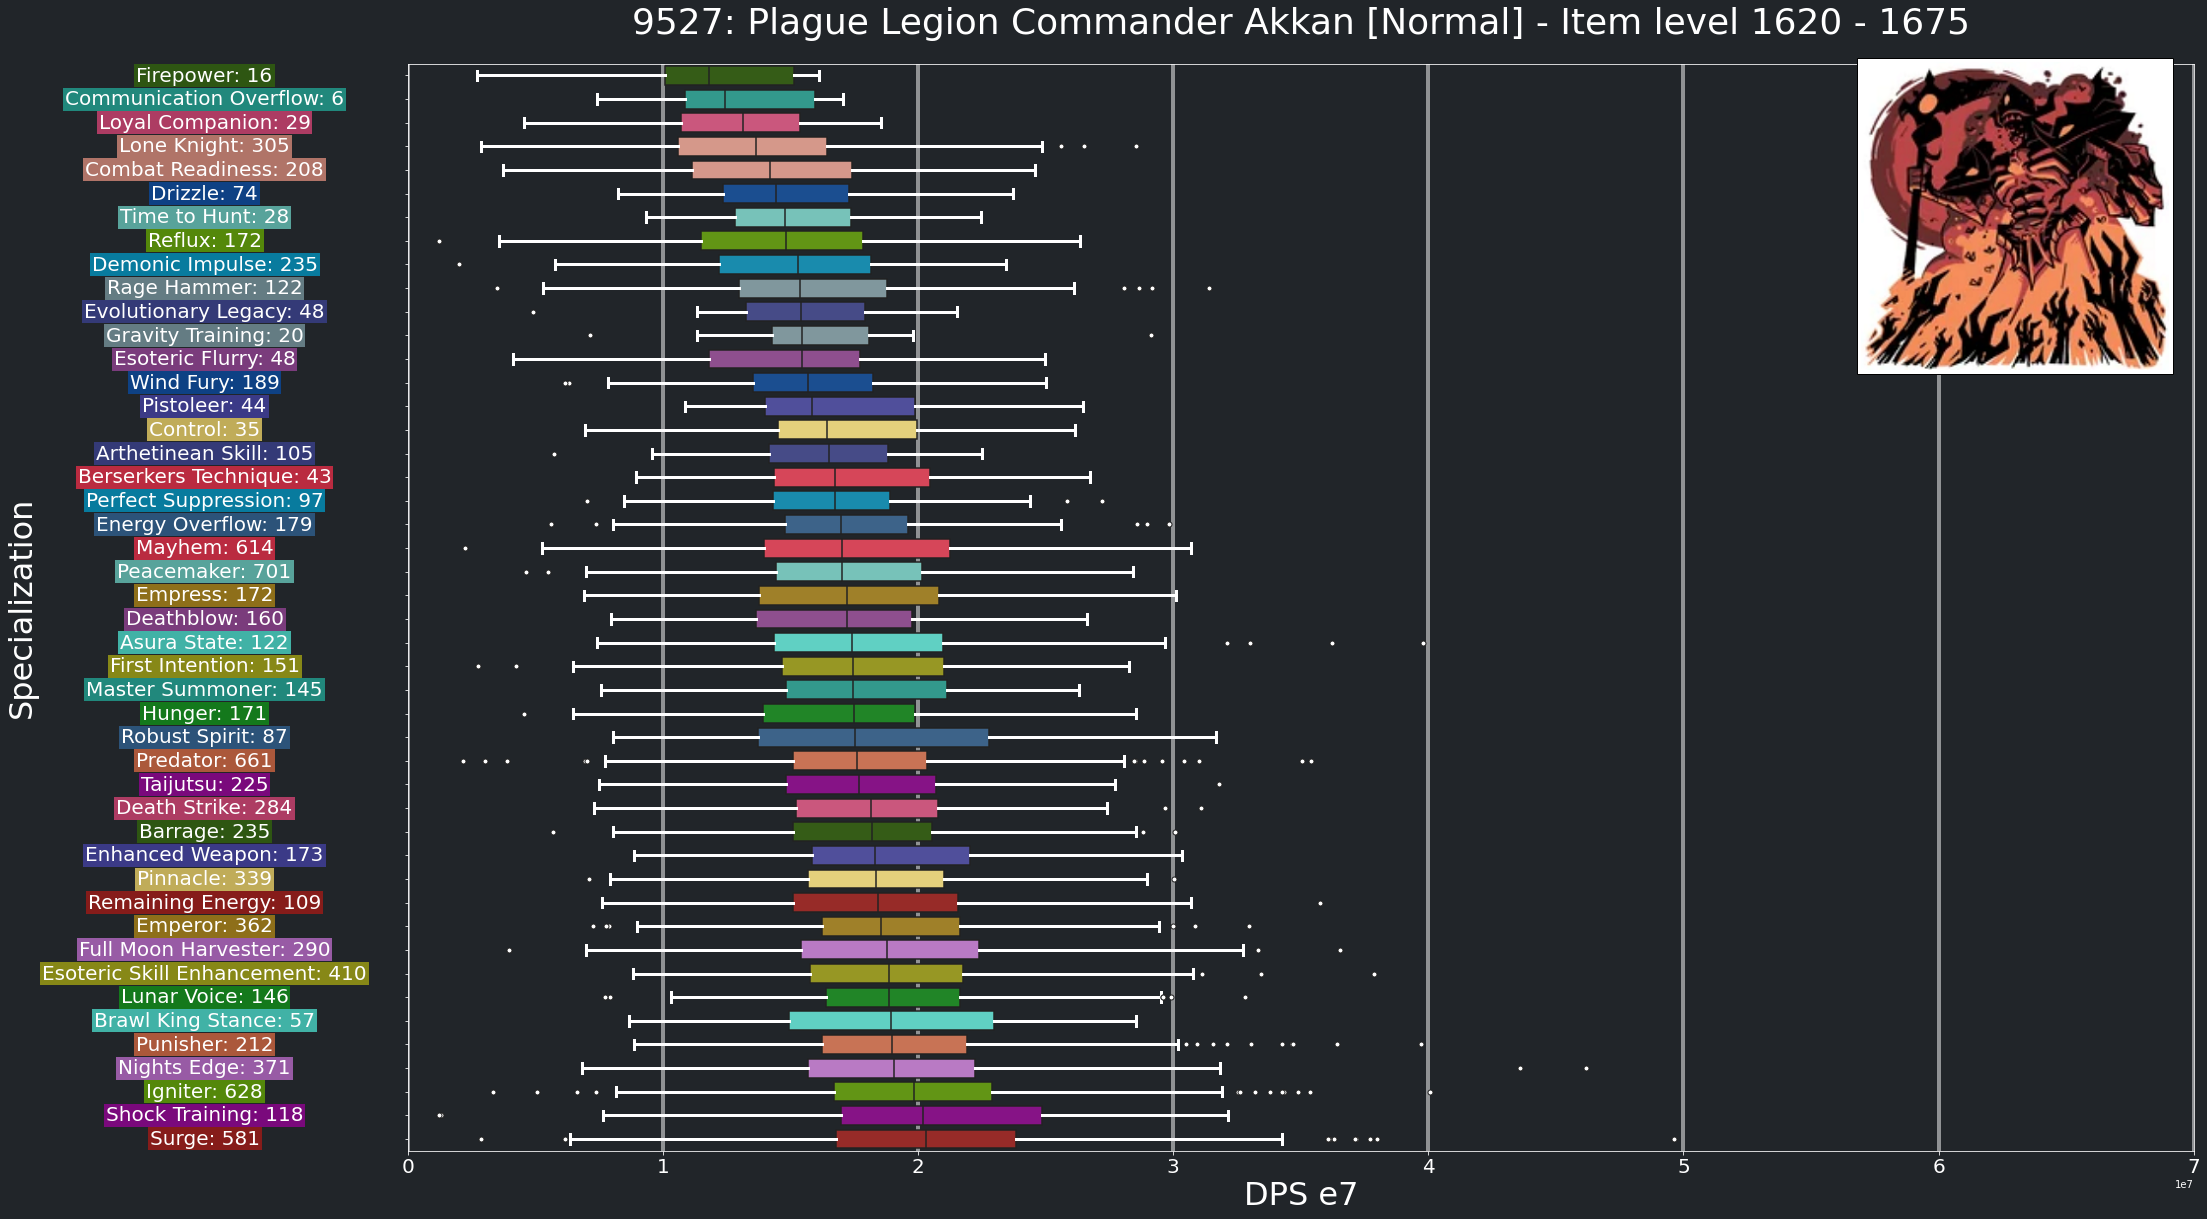 9527: Plague Legion Commander Akkan [Normal] - Item level 1620 - 1675
Specialization
Firepower: 16
Communication Overflow: 6
Loyal Companion: 29
Lone Knight: 305
Combat Readiness: 208
Drizzle: 74
Time to Hunt: 28
Reflux: 172
Demonic Impulse: 235
Rage Hammer: 122
Evolutionary Legacy: 48
Gravity Training: 20
Esoteric Flurry: 48
Wind Fury: 189
Pistoleer: 44
Control: 35
Arthetinean Skill: 105
Berserkers Technique: 43
Perfect Suppression: 97
Energy Overflow: 179
Mayhem: 614
Peacemaker: 701
Empress: 172
Deathblow: 160
Asura State: 122
First Intention: 151
Master Summoner: 145
Hunger: 171
Robust Spirit: 87
Predator: 661
Taijutsu: 225
Death Strike: 284
Barrage: 235
Enhanced Weapon: 173
Pinnacle: 339
Remaining Energy: 109
Emperor: 362
Full Moon Harvester: 290
Esoteric Skill Enhancement: 410
Lunar Voice: 146
Brawl King Stance: 57
Punisher: 212
Nights Edge: 371
Igniter: 628
Shock Training: 118
Surge: 581
0 1 2 3 4 5 6 7
1e7
DPS e7